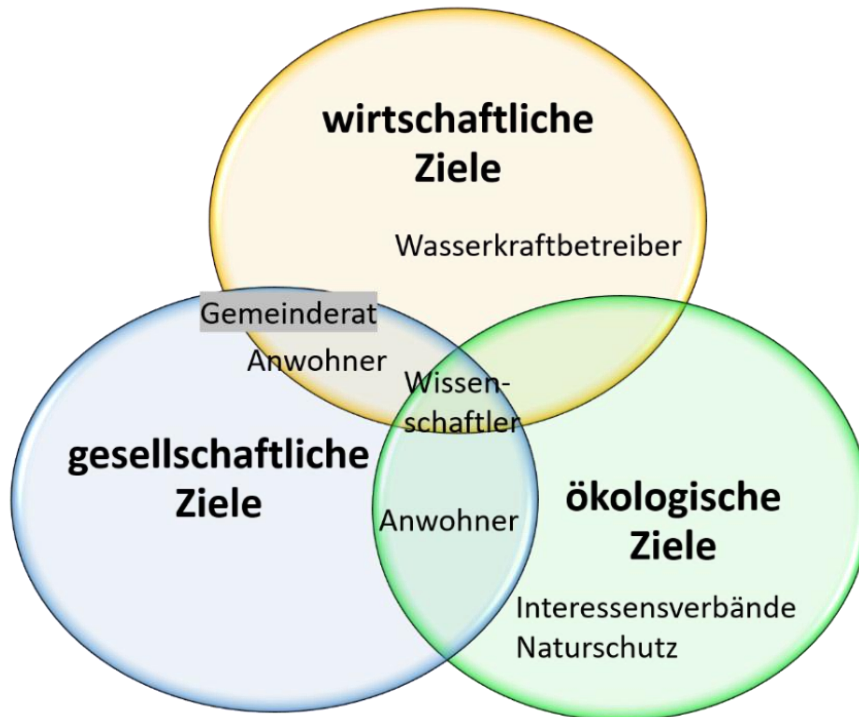 wirtschaftliche
Ziele
Wasserkraftbetreiber
Gemeinderat
Anwohner
Wissen-
schaftler
gesellschaftliche
Ziele
Anwohner
ökologische
Ziele
Interessensverbände
Naturschutz